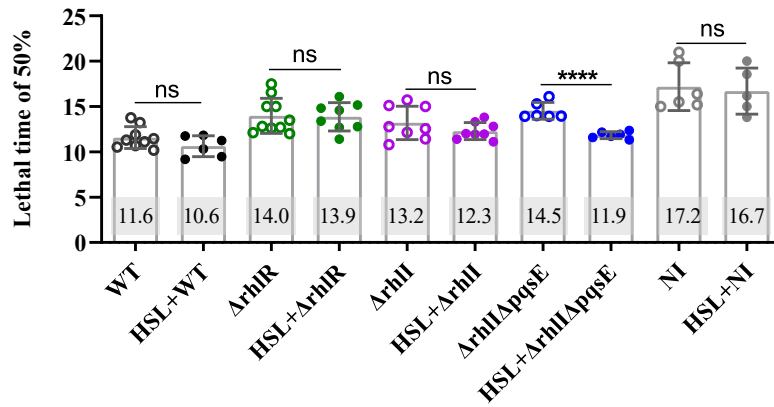 Lethal time of 50%
25
20
15
10
5
0
ns
ns
ns
****
ns
11.6
10.6
14.0
13.9
13.2
12.3
14.5
11.9
17.2
16.7
WT
HSL+WT
ΔrhlR
HSL+ΔrhlR
ΔrhlI
HSL+ΔrhlI
ΔrhlIΔpqsE
HSL+ΔrhlIΔpqsE
NI
HSL+NI